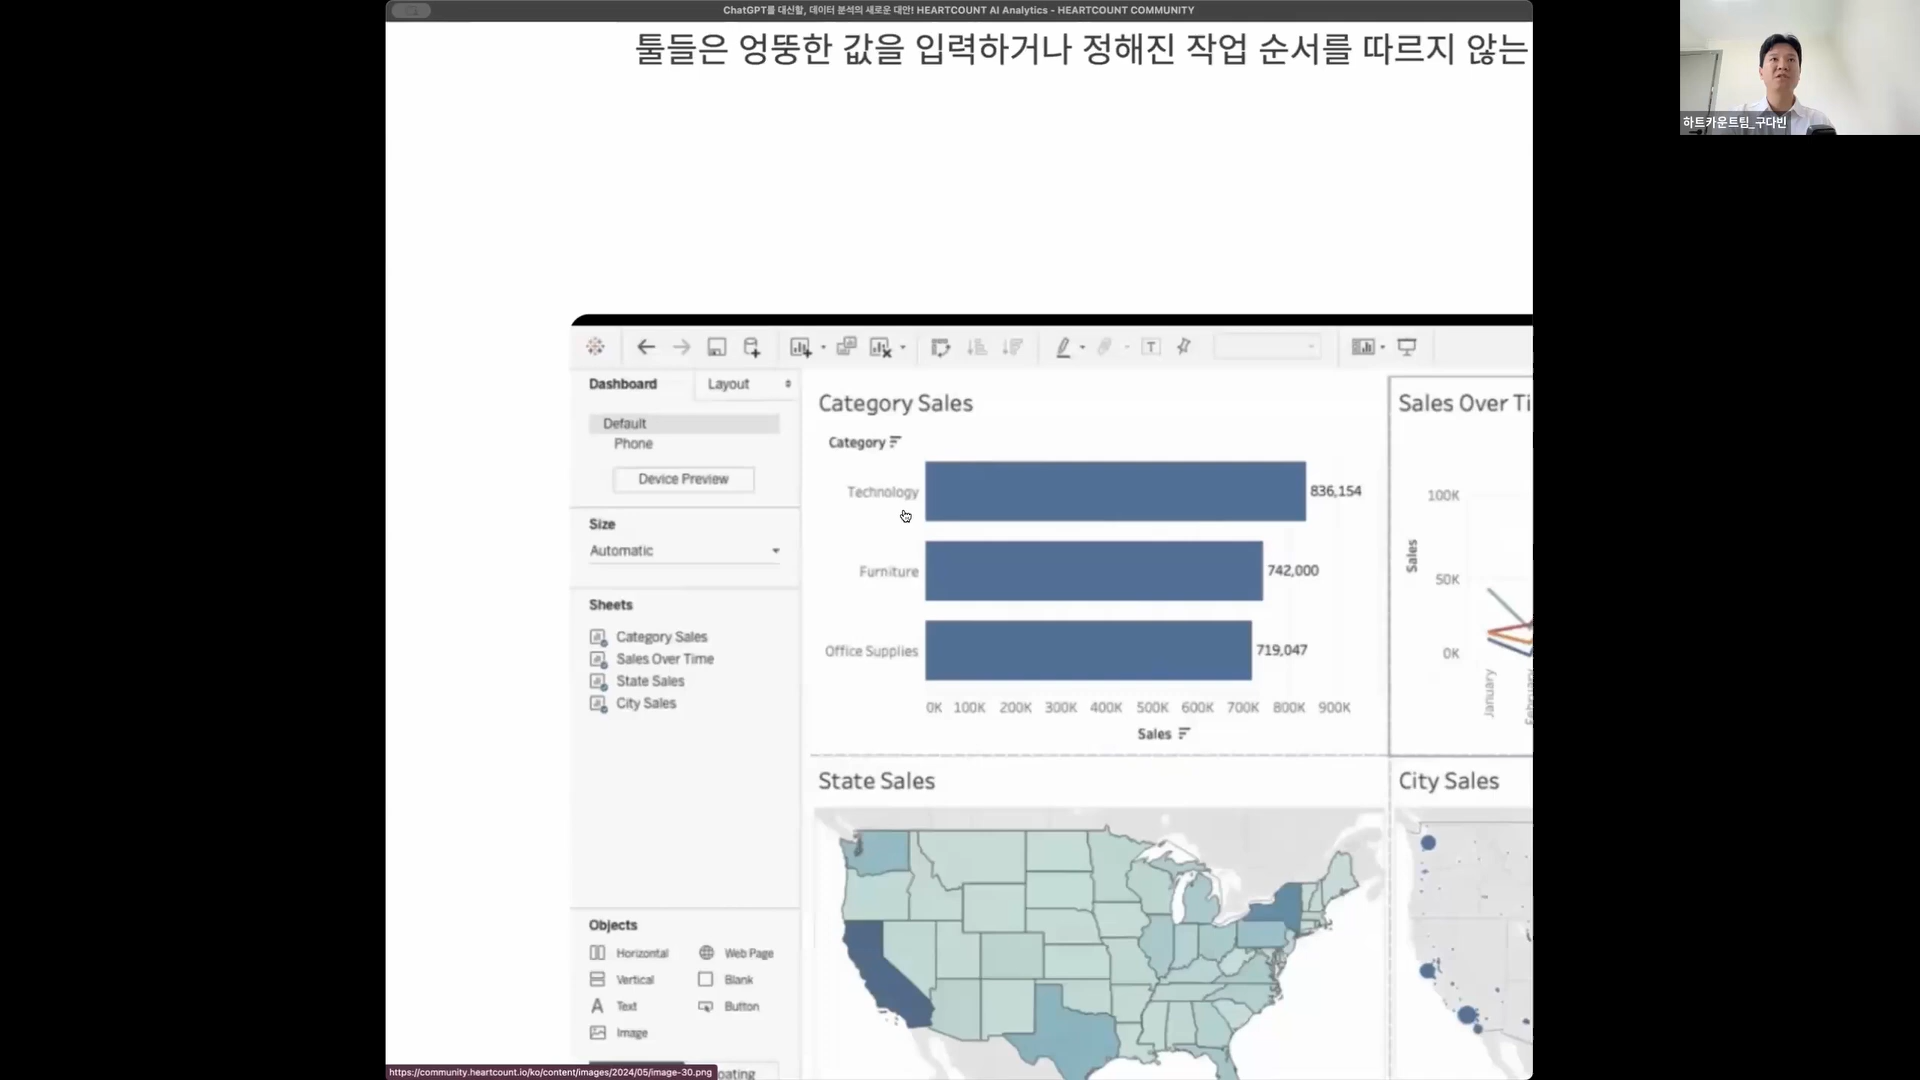 ChatGPT를 대신할, 데이터 분석의 새로운 대안! HEARTCOUNT AI Analytics - HEARTCOUNT COMMUNITY
하트카운트팀_구다빈
툴들은 엉뚱한 값을 입력하거나 정해진 작업 순서를 따르지 않는
Dashboard
Layout
Default
Phone
Device Preview
Size
Automatic
Sheets
Category Sales
Sales Over Time
State Sales
City Sales
Objects
Horizontal
Web Page
Vertical
Blank
Text
Button
Image
oating
Category Sales
Category
Technology
836,154
Furniture
742,000
Office Supplies
719,047
0K 100K 200K 300K 400K 500K 600K 700K 800K 900K
Sales
Sales Over Ti
100K
50K
0K
Sales
January
State Sales
City Sales
https://community.heartcount.io/ko/content/images/2024/05/image-30.png